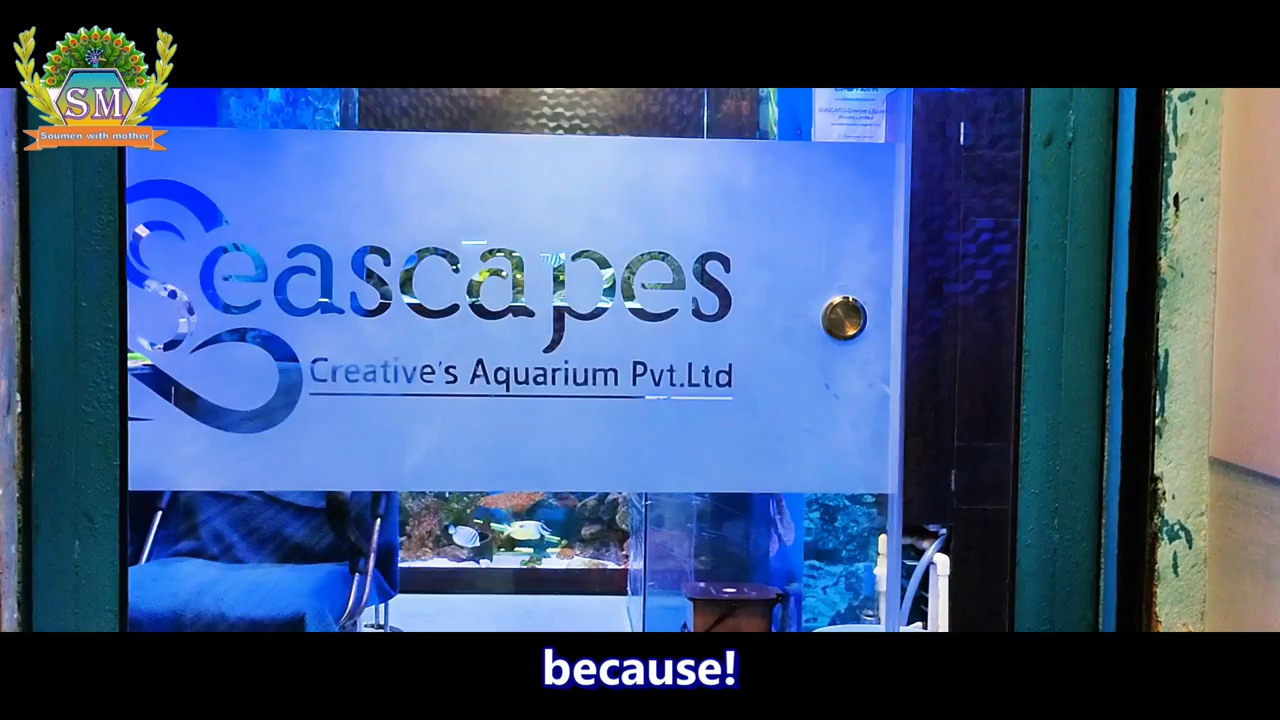 SM
Soumen with mother
Seascapes
Creative's Aquarium Pvt.Ltd
because!